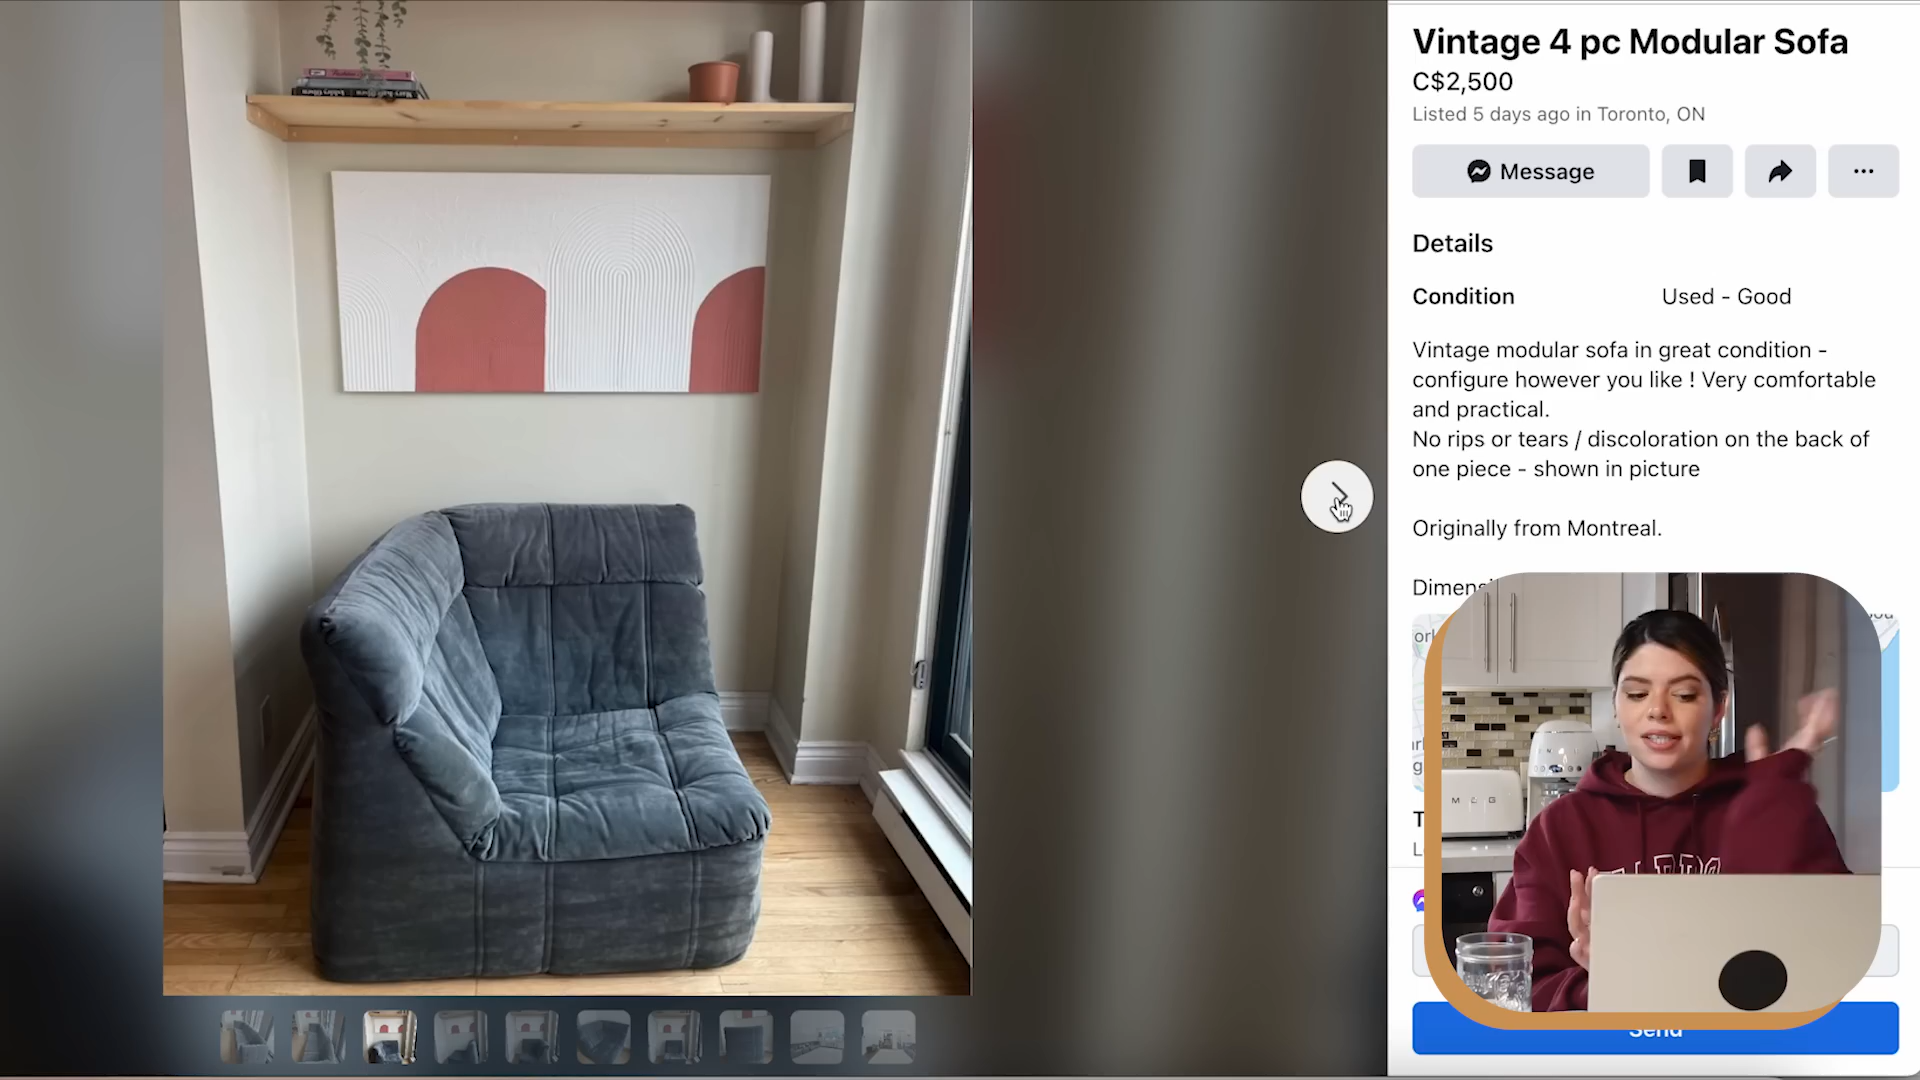 Vintage 4 pc Modular Sofa
C$2,500
Listed 5 days ago in Toronto, ON
Message
Details
Condition Used - Good
Vintage modular sofa in great condition -
configure however you like ! Very comfortable
and practical.
No rips or tears / discoloration on the back of
one piece - shown in picture
Originally from Montreal.
Send